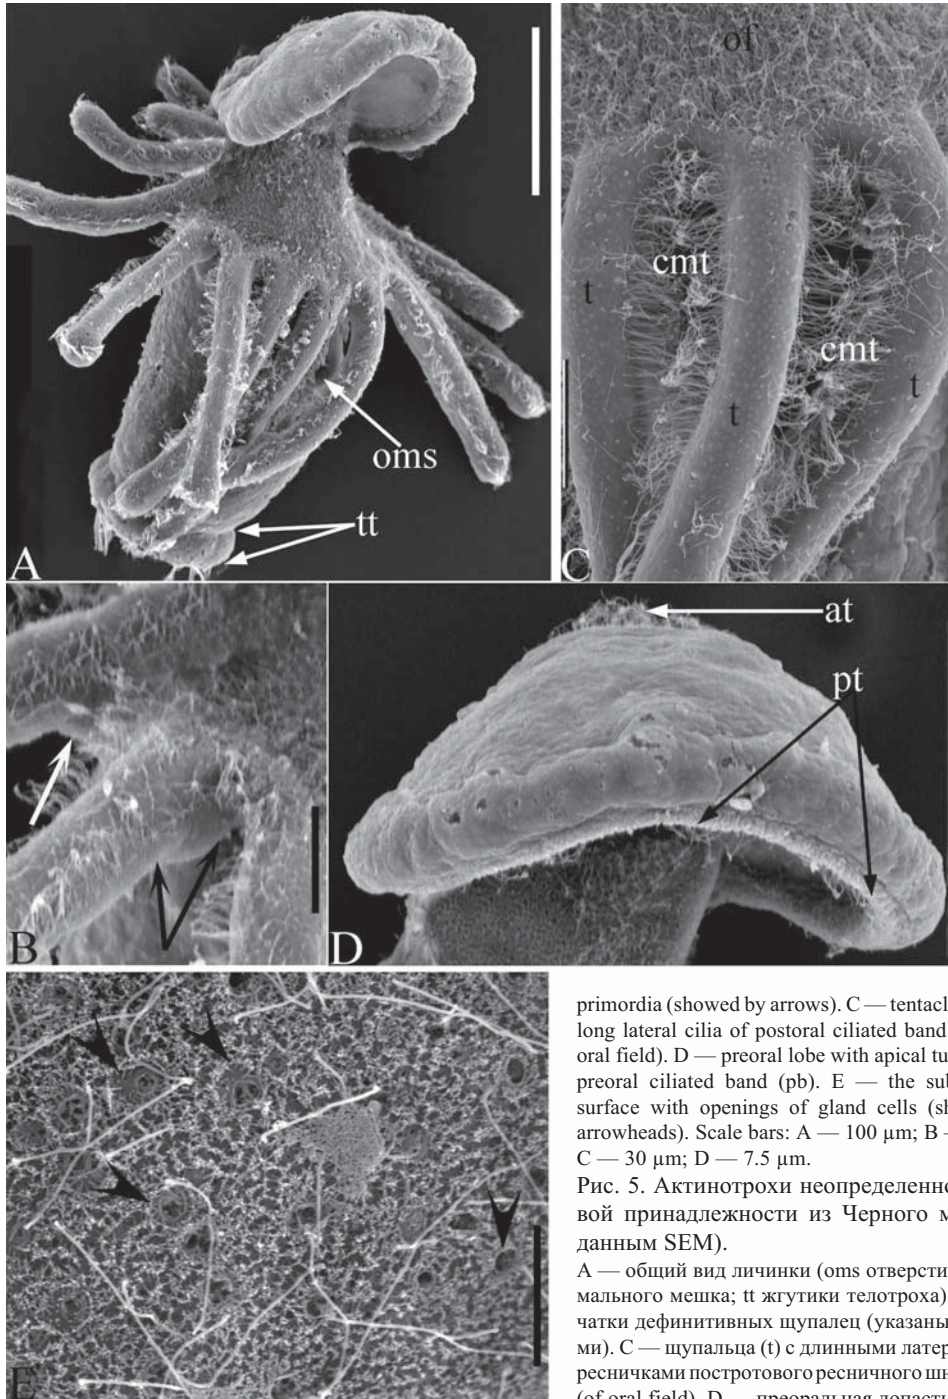 oms
tt
A
of
cmt
t
cmt
t
t
C
B
at
pt
D
E
primordia (showed by arrows). C — tentacl
long lateral cilia of postoral ciliated band
oral field). D — preoral lobe with apical tu
preoral ciliated band (pb). E — the sub
surface with openings of gland cells (sh
arrowheads). Scale bars: A — 100 µm; B -
C — 30 µm; D — 7.5 µm.
Рис. 5. Актинотрохи неопределенно
вой принадлежности из Черного м
данным SEM).
A — общий вид личинки (oms отверсти
мального мешка; tt жгутики телотроха)
чатки дефинитивных щупалец (указаны
ми). C — щупальца (t) с длинными латер
ресничками постротового ресничного шн
(of oral field). D — преоральная лопасть